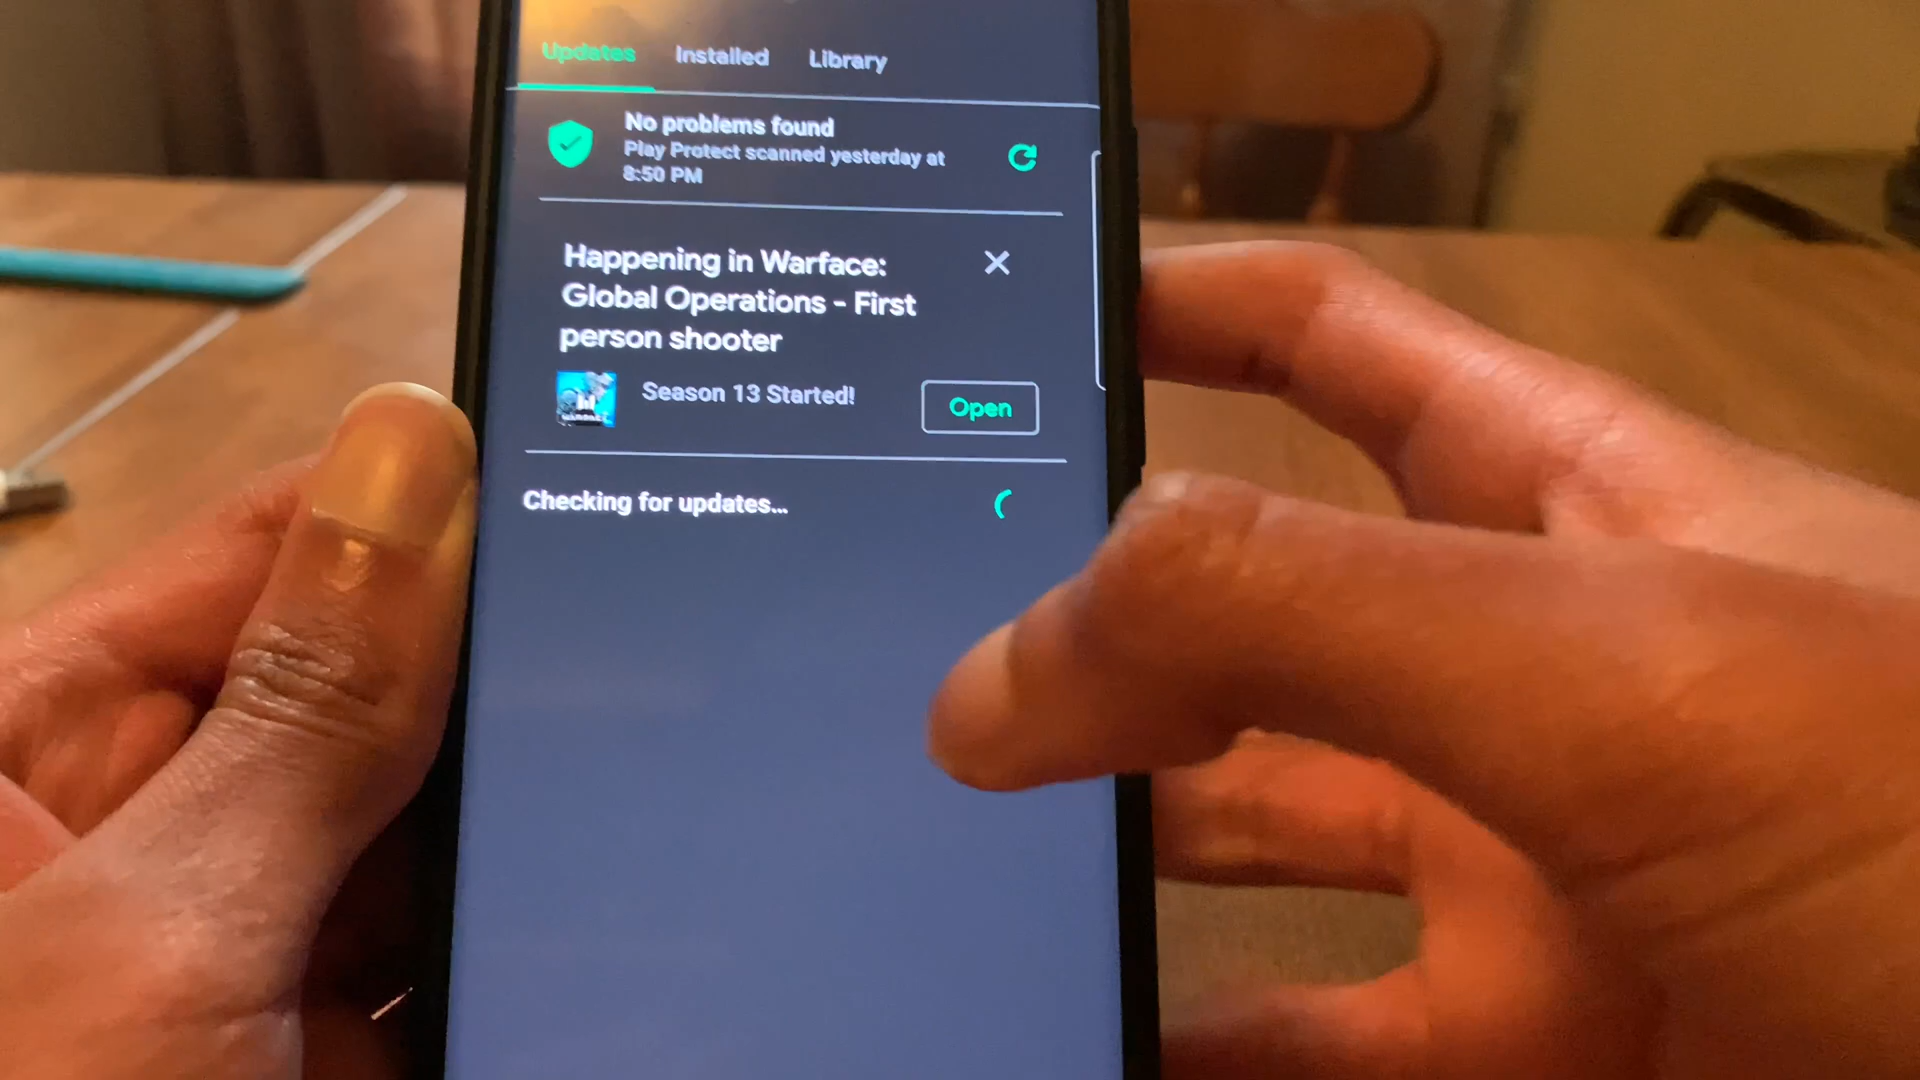 Updates Installed Library
No problems found
Play Protect scanned yesterday at
8:50 PM
Happening in Warface:
Global Operations - First
person shooter
Season 13 Started!
Open
Checking for updates...